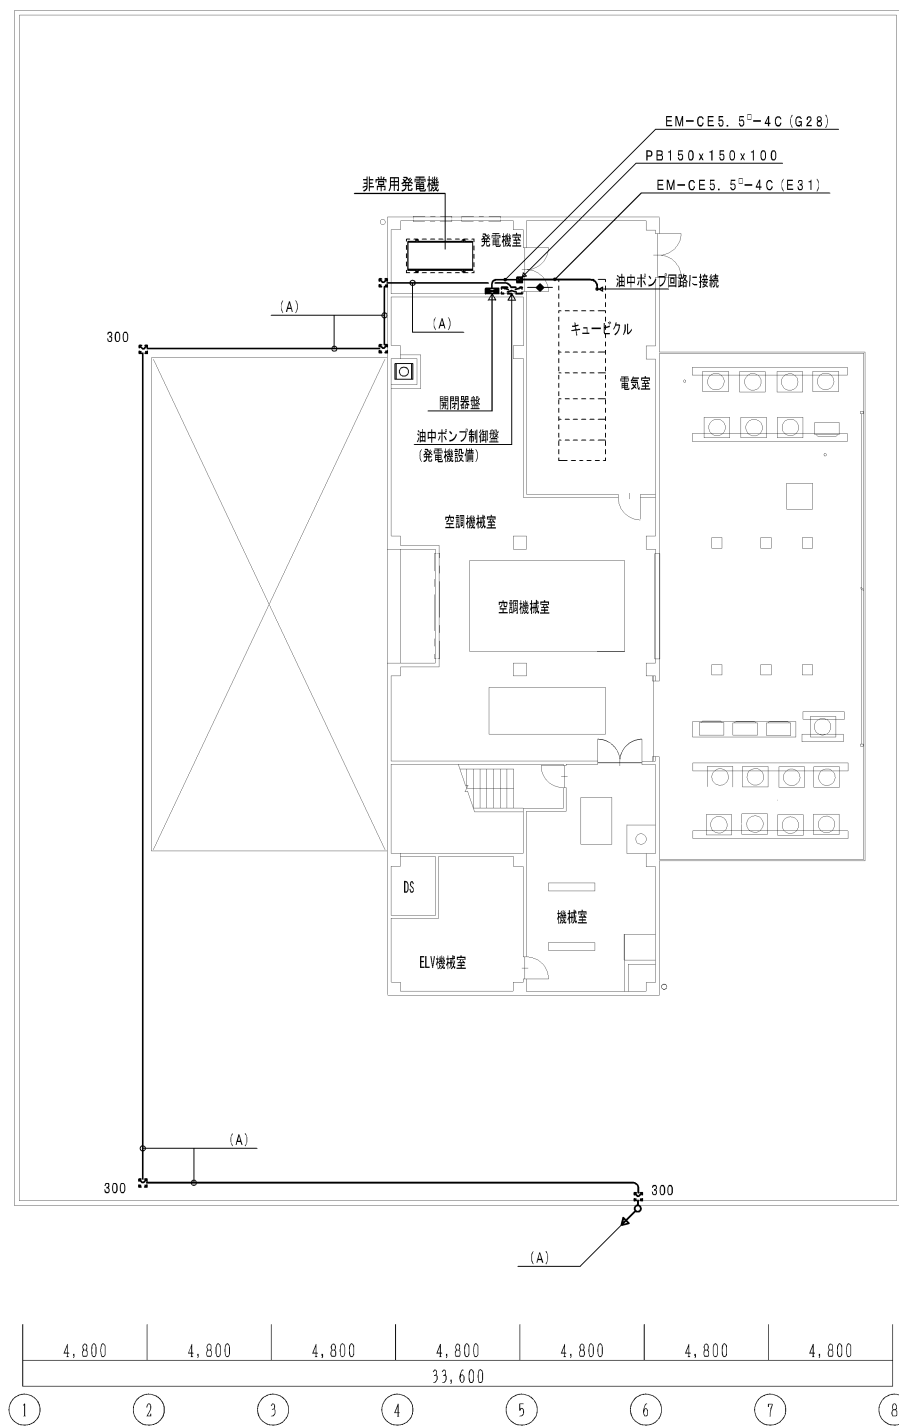 EM-CE5.5□-4C(G28)
PB150x150x100
EM-CE5.5□-4C(E31)
非常用発電機
発電機室
油中ポンプ回路に接続
(A)
(A)
300
キュービクル
電気室
開閉器盤
油中ポンプ制御盤
(発電機設備)
空調機械室
空調機械室
DS
機械室
ELV機械室
(A)
300
300
(A)
4,800 4,800 4,800 4,800 4,800 4,800 4,800
33,600
1 2 3 4 5 6 7 8